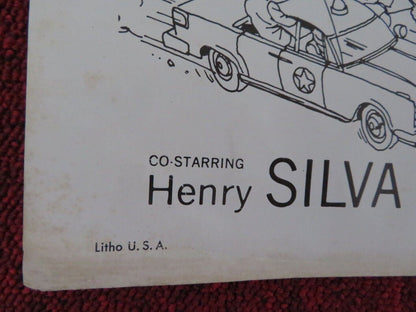 CO-STARRING
Henry SILVA
Litho U. S. A.